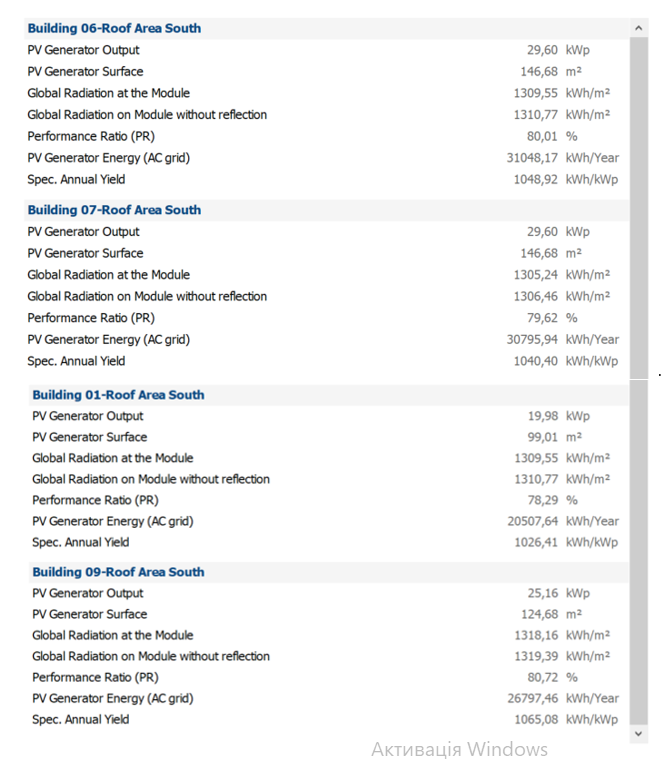 Building 06-Roof Area South
PV Generator Output 29,60 kWp
PV Generator Surface 146,68 m²
Global Radiation at the Module 1309,55 kWh/m²
Global Radiation on Module without reflection 1310,77 kWh/m²
Performance Ratio (PR) 80,01 %
PV Generator Energy (AC grid) 31048,17 kWh/Year
Spec. Annual Yield 1048,92 kWh/kWp
Building 07-Roof Area South
PV Generator Output 29,60 kWp
PV Generator Surface 146,68 m²
Global Radiation at the Module 1305,24 kWh/m²
Global Radiation on Module without reflection 1306,46 kWh/m²
Performance Ratio (PR) 79,62 %
PV Generator Energy (AC grid) 30795,94 kWh/Year
Spec. Annual Yield 1040,40 kWh/kWp
Building 01-Roof Area South
PV Generator Output 19,98 kWp
PV Generator Surface 99,01 m²
Global Radiation at the Module 1309,55 kWh/m²
Global Radiation on Module without reflection 1310,77 kWh/m²
Performance Ratio (PR) 78,29 %
PV Generator Energy (AC grid) 20507,64 kWh/Year
Spec. Annual Yield 1026,41 kWh/kWp
Building 09-Roof Area South
PV Generator Output 25,16 kWp
PV Generator Surface 124,68 m²
Global Radiation at the Module 1318,16 kWh/m²
Global Radiation on Module without reflection 1319,39 kWh/m²
Performance Ratio (PR) 80,72 %
PV Generator Energy (AC grid) 26797,46 kWh/Year
Spec. Annual Yield 1065,08 kWh/kWp
Активація Windows